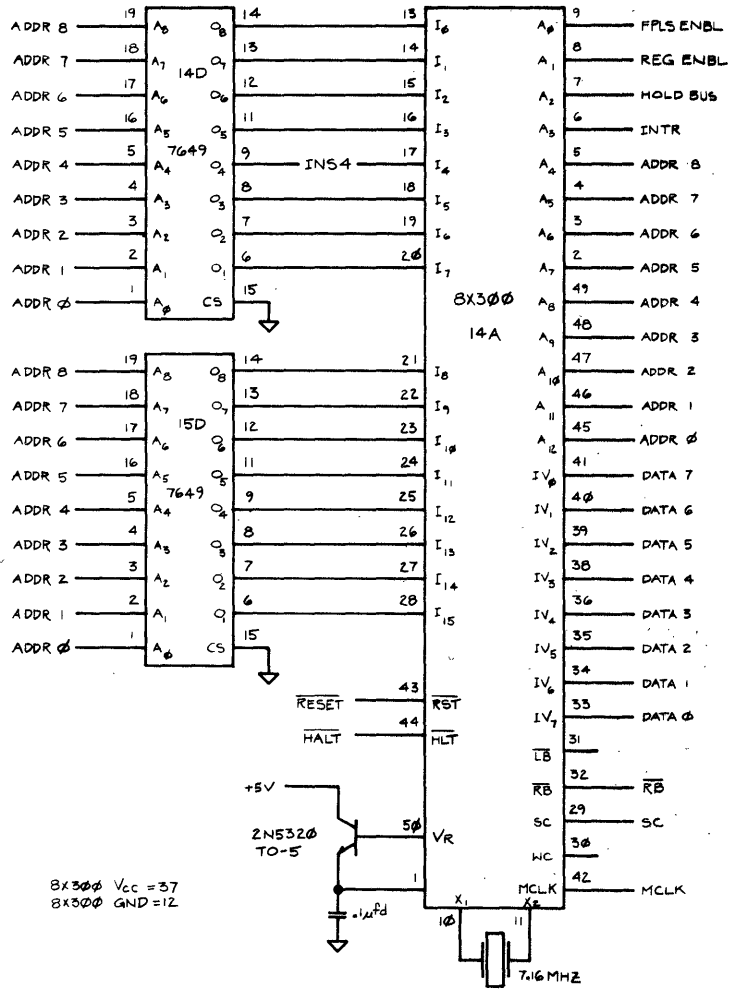 19 14 13 9
ADDR 8 A8 O8 I0 A0 FPLS ENBL
18 13 14 8
ADDR 7 A7 14D O7 I1 A1 REG ENBL
17 12 15 7
ADDR 6 A6 O6 I2 A2 HOLD BUS
16 11 16 6
ADDR 5 A5 O5 I3 A3 INTR
5 7649 9 17 5
ADDR 4 A4 O4 INS4 I4 A4 ADDR 8
4 8 18 4
ADDR 3 A3 O3 I5 A5 ADDR 7
3 7 19 3
ADDR 2 A2 O2 I6 A6 ADDR 6
2 6 20 2
ADDR 1 A1 O1 I7 A7 ADDR 5
1 15 8X300 49
ADDR 0 A0 CS A8 ADDR 4
14A 48
A9 ADDR 3
19 14 21 47
ADDR 8 A8 O8 I8 A10 ADDR 2
18 13 22 46
ADDR 7 A7 O7 I9 A11 ADDR 1
17 15D 12 23 45
ADDR 6 A6 O6 I10 A12 ADDR 0
16 11 24 41
ADDR 5 A5 O5 I11 IV0 DATA 7
5 7649 9 25 40
ADDR 4 A4 O4 I12 IV1 DATA 6
4 8 26 39
ADDR 3 A3 O3 I13 IV2 DATA 5
3 7 27 38
ADDR 2 A2 O2 I14 IV3 DATA 4
2 6 28 36
ADDR 1 A1 O1 I15 IV4 DATA 3
1 15 35
ADDR 0 A0 CS IV5 DATA 2
34
IV6 DATA 1
43 33
RESET RST IV7 DATA 0
44 31
HALT HLT LB
+5V 32
RB RB
2N5320 50 29
TO-5 VR SC SC
30
WC
8X300 VCC = 37 1 42
8X300 GND = 12 MCLK MCLK
.1µfd X1 X2
10 11
7.16 MHZ